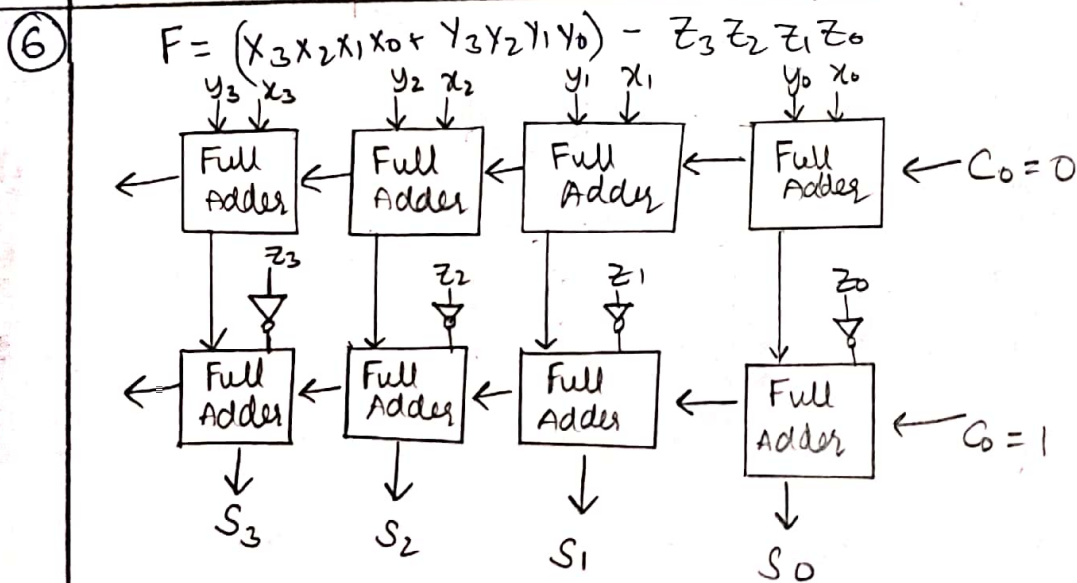 6 F = (X3X2X1X0 + Y3Y2Y1Y0) - Z3Z2Z1Z0
y3 x3 y2 x2 y1 x1 y0 x0
Full Adder Full Adder Full Adder Full Adder C0 = 0
Z3 Z2 Z1 Z0
Full Adder Full Adder Full Adder Full Adder C0 = 1
S3 S2 S1 S0